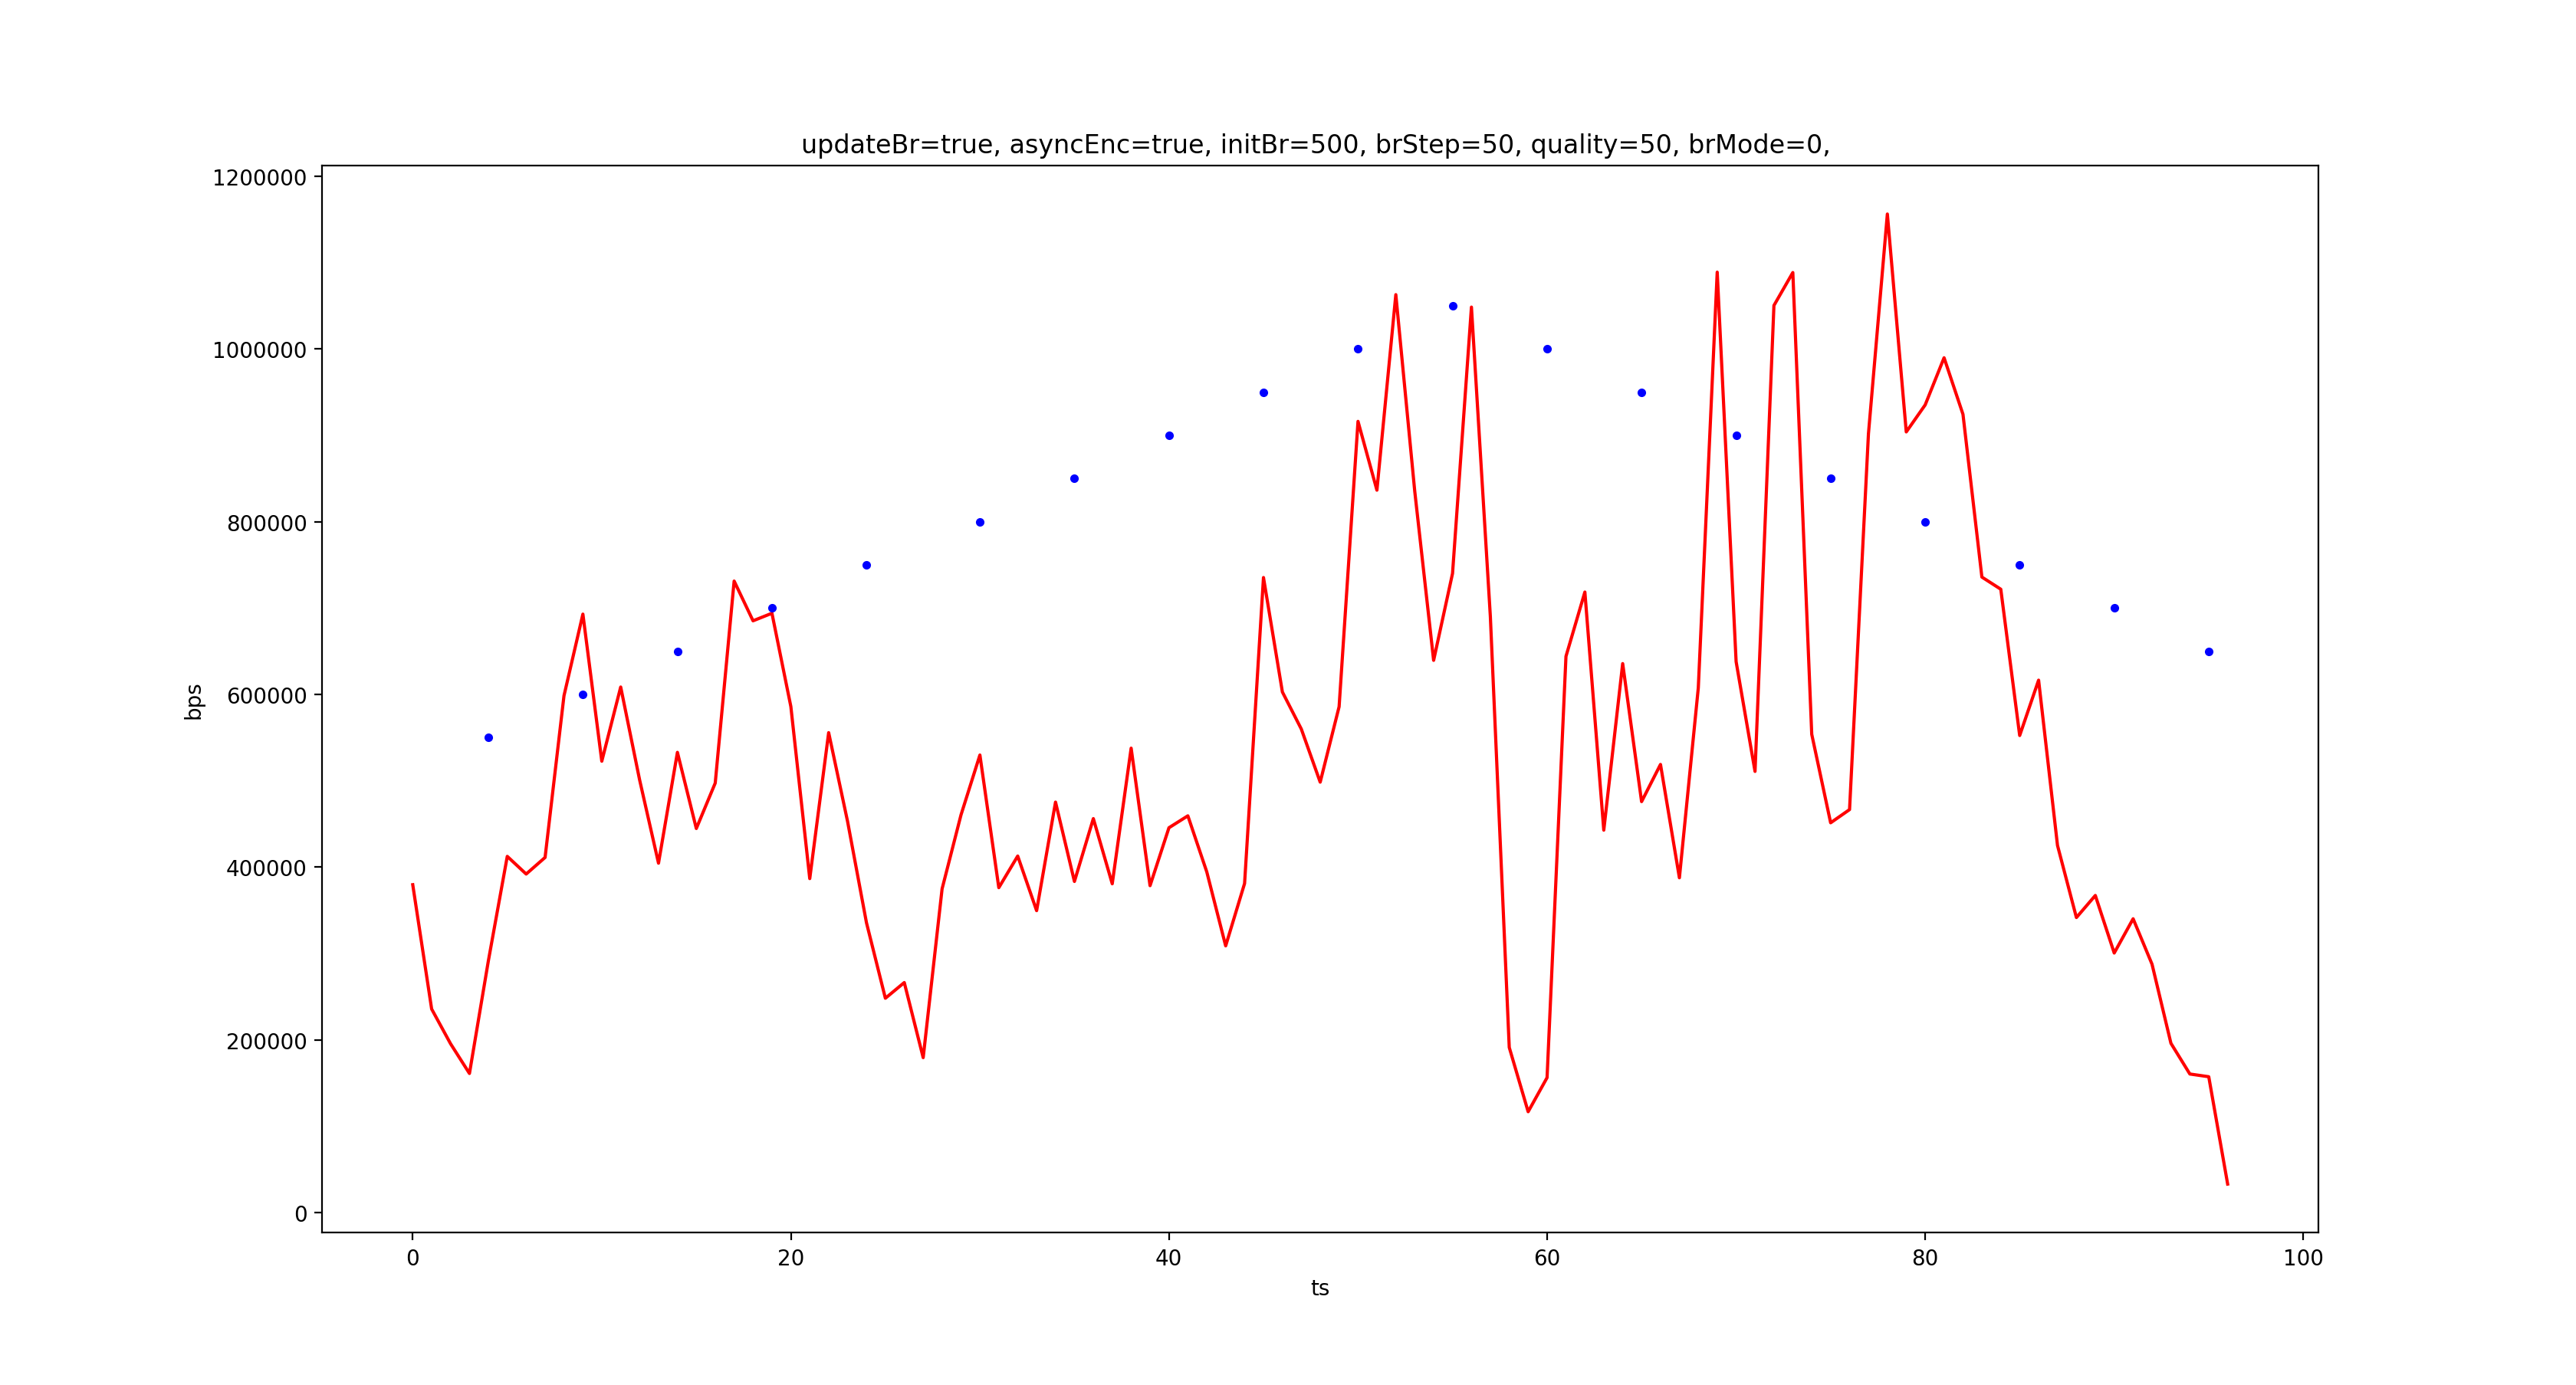 updateBr=true, asyncEnc=true, initBr=500, brStep=50, quality=50, brMode=0,
1200000
1000000
800000
600000
400000
200000
0
bps
0 20 40 60 80 100
ts